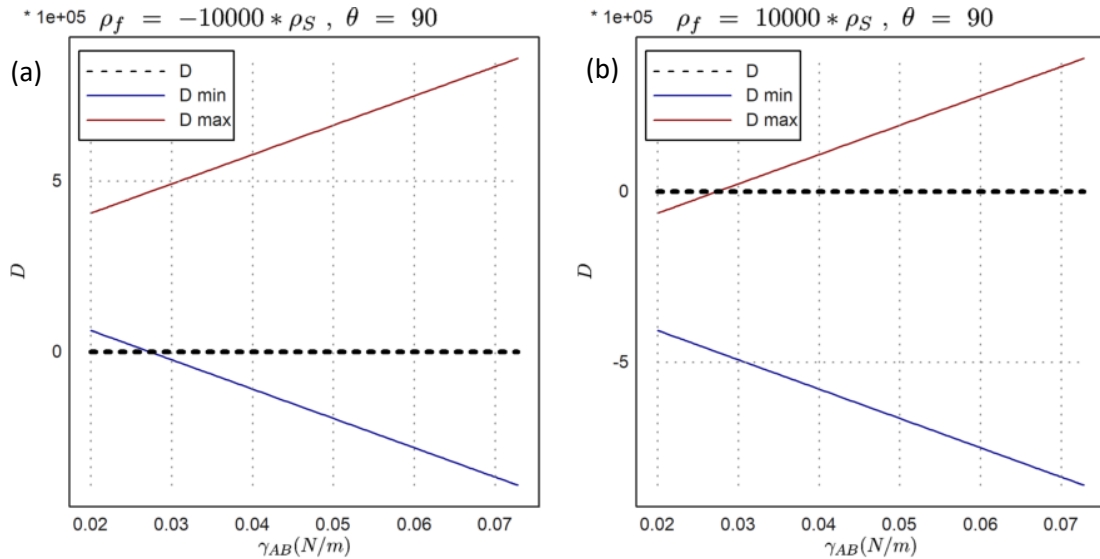 * 1e+05 ρ_f = −10000 * ρ_S , θ = 90
(a)
D
D min
D max
5
0
D
0.02 0.03 0.04 0.05 0.06 0.07
γ_AB(N/m)
* 1e+05 ρ_f = 10000 * ρ_S , θ = 90
(b)
D
D min
D max
0
-5
D
0.02 0.03 0.04 0.05 0.06 0.07
γ_AB(N/m)